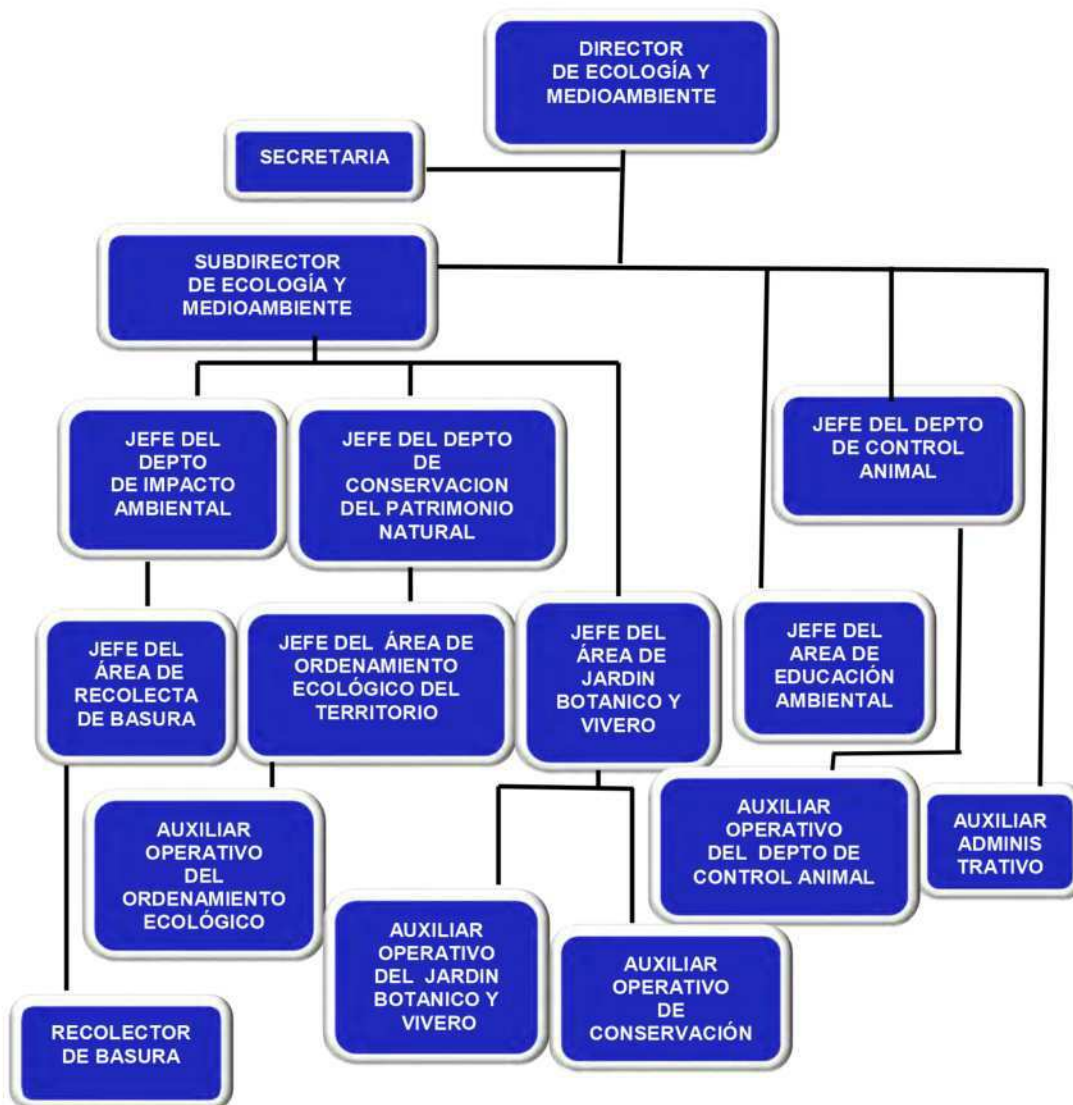 DIRECTOR
DE ECOLOGÍA Y
MEDIOAMBIENTE
SECRETARIA
SUBDIRECTOR
DE ECOLOGÍA Y
MEDIOAMBIENTE
JEFE DEL
DEPTO
DE IMPACTO
AMBIENTAL
JEFE DEL DEPTO
DE
CONSERVACION
DEL PATRIMONIO
NATURAL
JEFE DEL DEPTO
DE CONTROL
ANIMAL
JEFE DEL
ÁREA DE
RECOLECTA
DE BASURA
JEFE DEL ÁREA DE
ORDENAMIENTO
ECOLÓGICO DEL
TERRITORIO
JEFE DEL
ÁREA DE
JARDIN
BOTANICO Y
VIVERO
JEFE DEL
AREA DE
EDUCACIÓN
AMBIENTAL
AUXILIAR
OPERATIVO
DEL
ORDENAMIENTO
ECOLÓGICO
AUXILIAR
OPERATIVO
DEL DEPTO DE
CONTROL ANIMAL
AUXILIAR
ADMINIS
TRATIVO
AUXILIAR
OPERATIVO
DEL JARDIN
BOTANICO Y
VIVERO
AUXILIAR
OPERATIVO
DE
CONSERVACIÓN
RECOLECTOR
DE BASURA